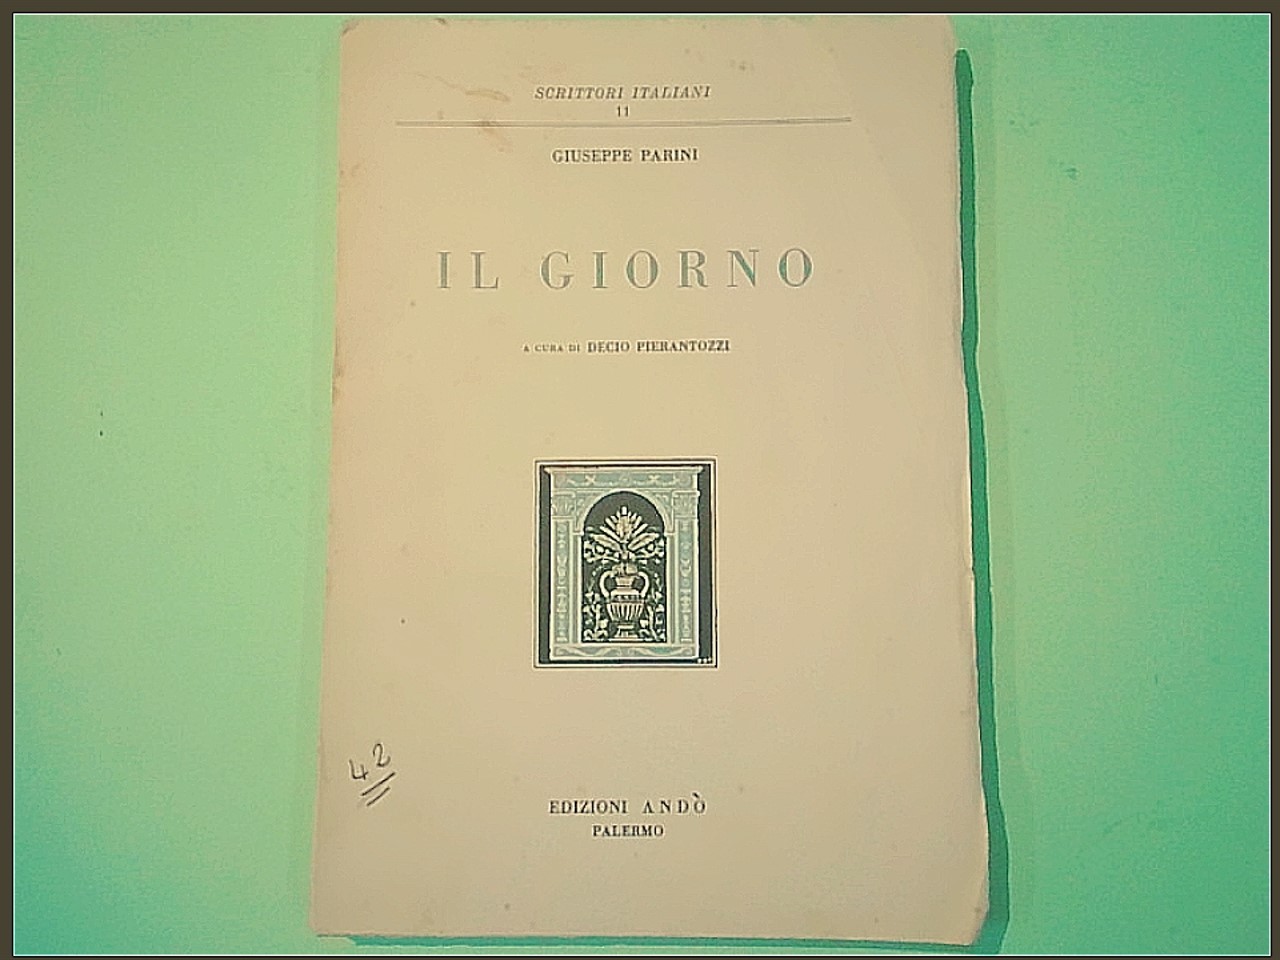 SCRITTORI ITALIANI
11
GIUSEPPE PARINI
IL GIORNO
A CURA DI DECIO PIERANTOZZI
42
EDIZIONI ANDÒ
PALERMO